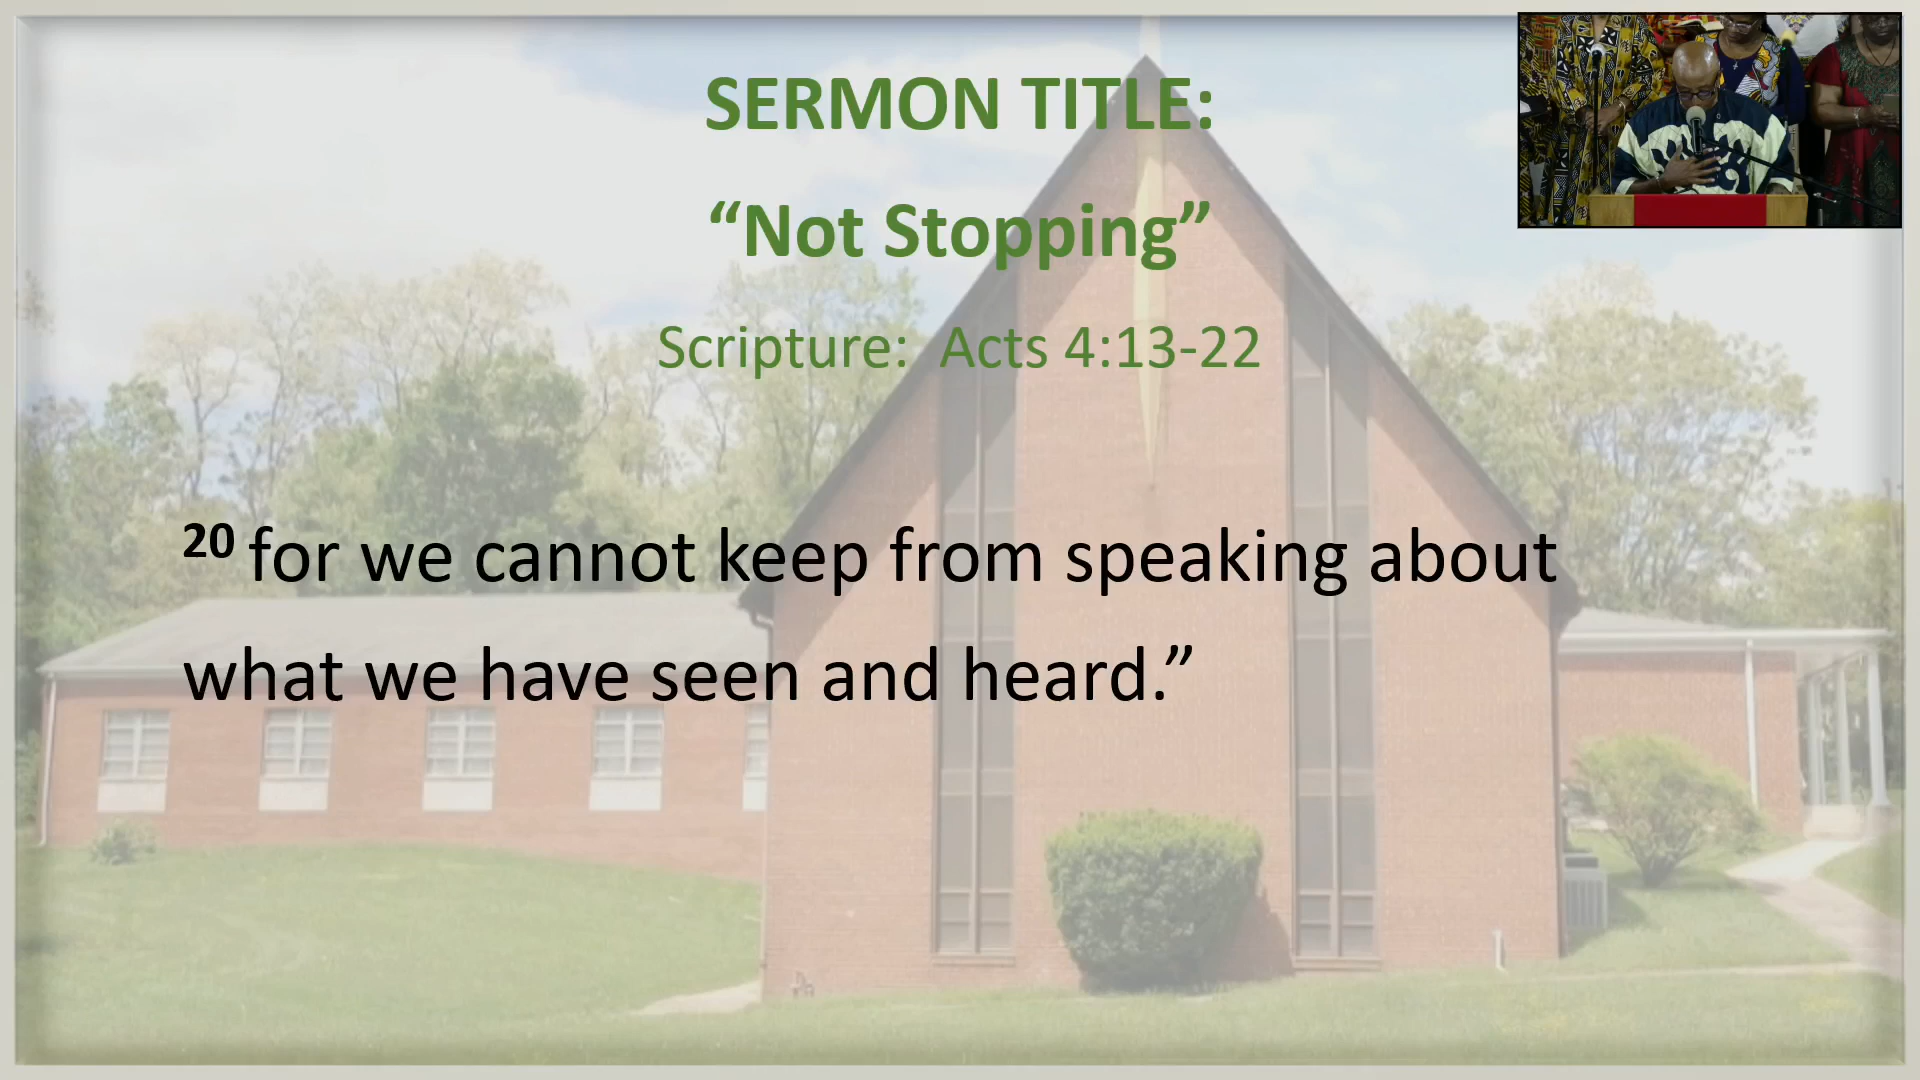 SERMON TITLE:
“Not Stopping”
Scripture:  Acts 4:13-22
20 for we cannot keep from speaking about
what we have seen and heard.”